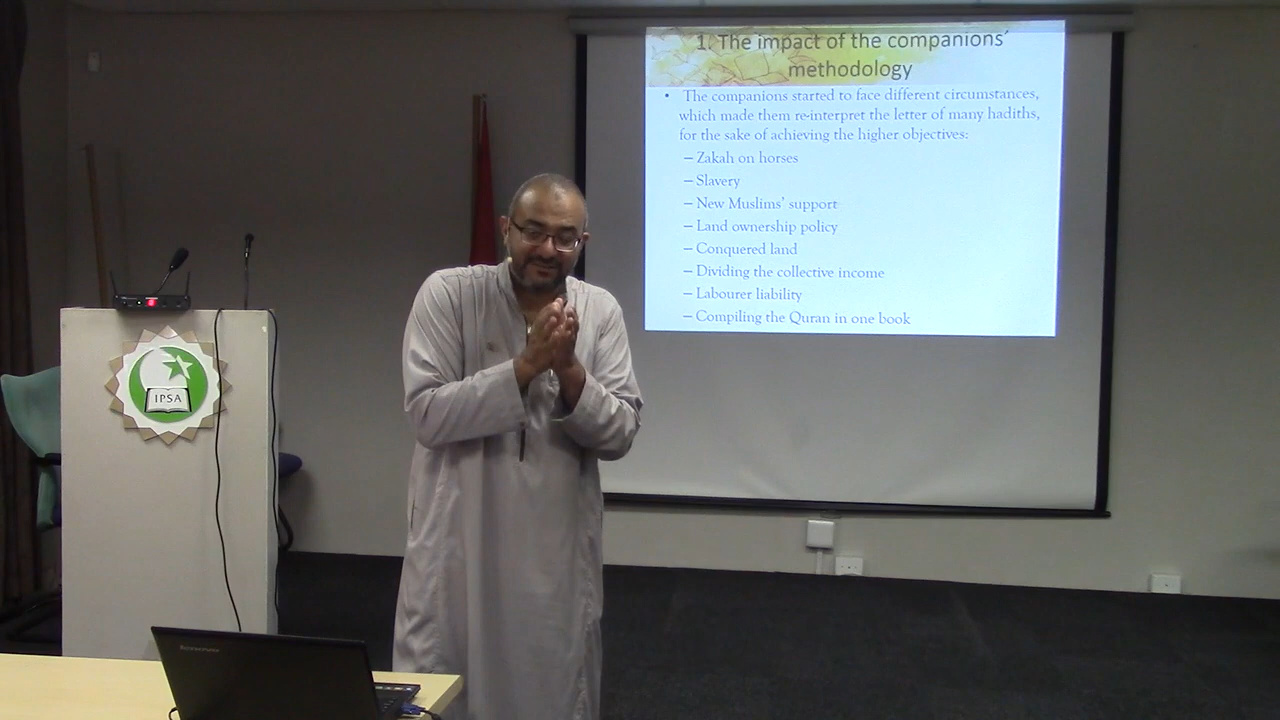 1. The impact of the companions´
methodology
• The companions started to face different circumstances,
which made them re-interpret the letter of many hadiths,
for the sake of achieving the higher objectives:
– Zakah on horses
– Slavery
– New Muslims' support
– Land ownership policy
– Conquered land
– Dividing the collective income
– Labourer liability
– Compiling the Quran in one book
IPSA
lenovo